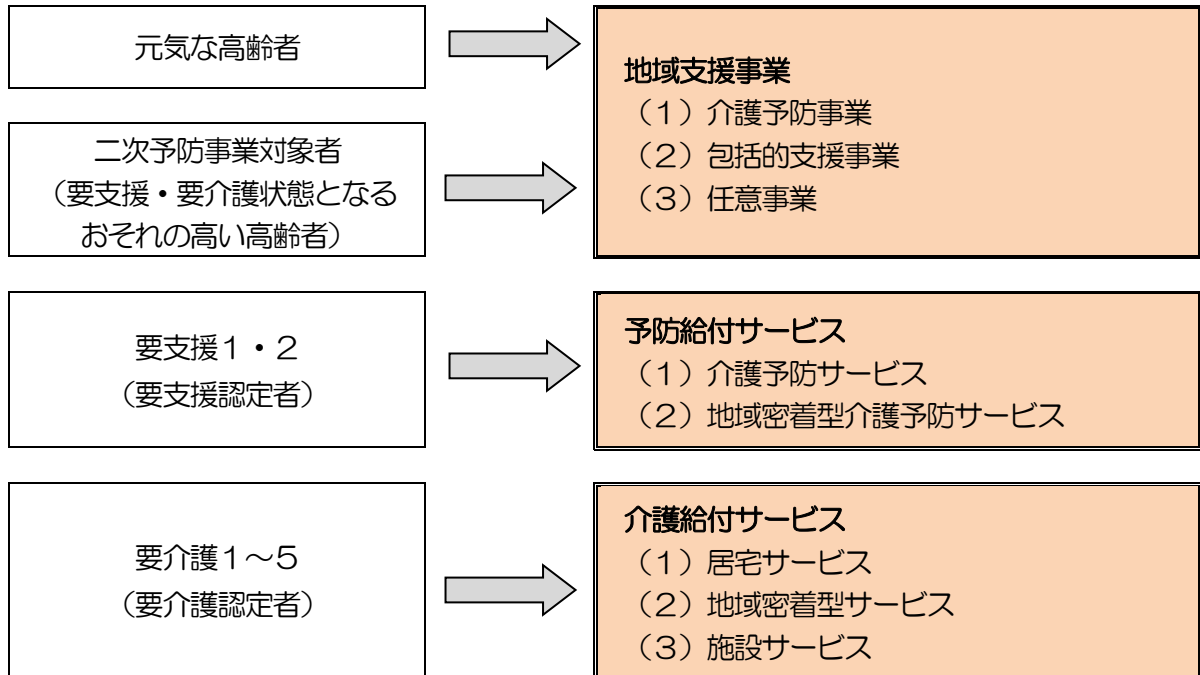 元気な高齢者
地域支援事業
（１）介護予防事業
（２）包括的支援事業
（３）任意事業
二次予防事業対象者
（要支援・要介護状態となる
おそれの高い高齢者）
要支援１・２
（要支援認定者）
予防給付サービス
（１）介護予防サービス
（２）地域密着型介護予防サービス
要介護１～５
（要介護認定者）
介護給付サービス
（１）居宅サービス
（２）地域密着型サービス
（３）施設サービス